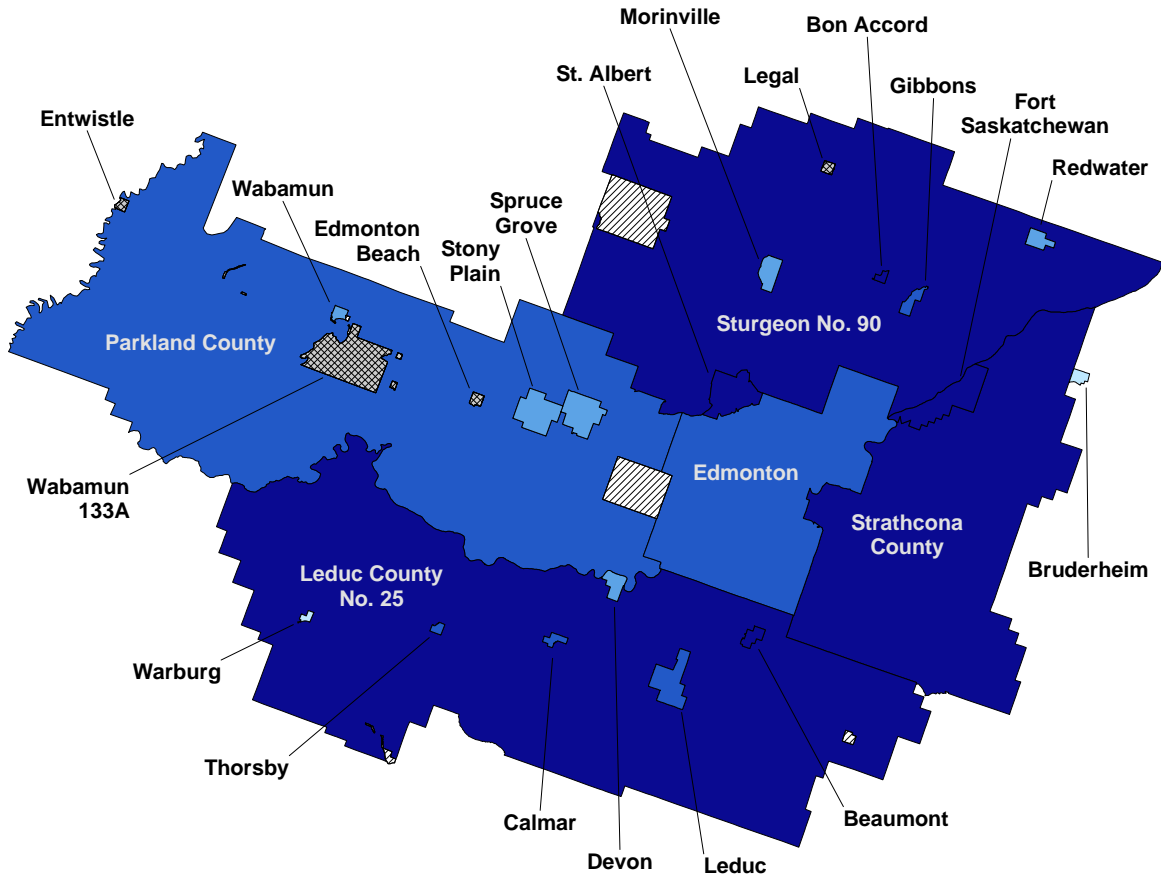 Morinville
Bon Accord
St. Albert
Legal
Gibbons
Fort
Saskatchewan
Entwistle
Redwater
Wabamun
Spruce
Grove
Edmonton
Beach
Stony
Plain
Sturgeon No. 90
Parkland County
Edmonton
Wabamun
133A
Strathcona
County
Leduc County
No. 25
Bruderheim
Warburg
Thorsby
Calmar
Beaumont
Devon
Leduc